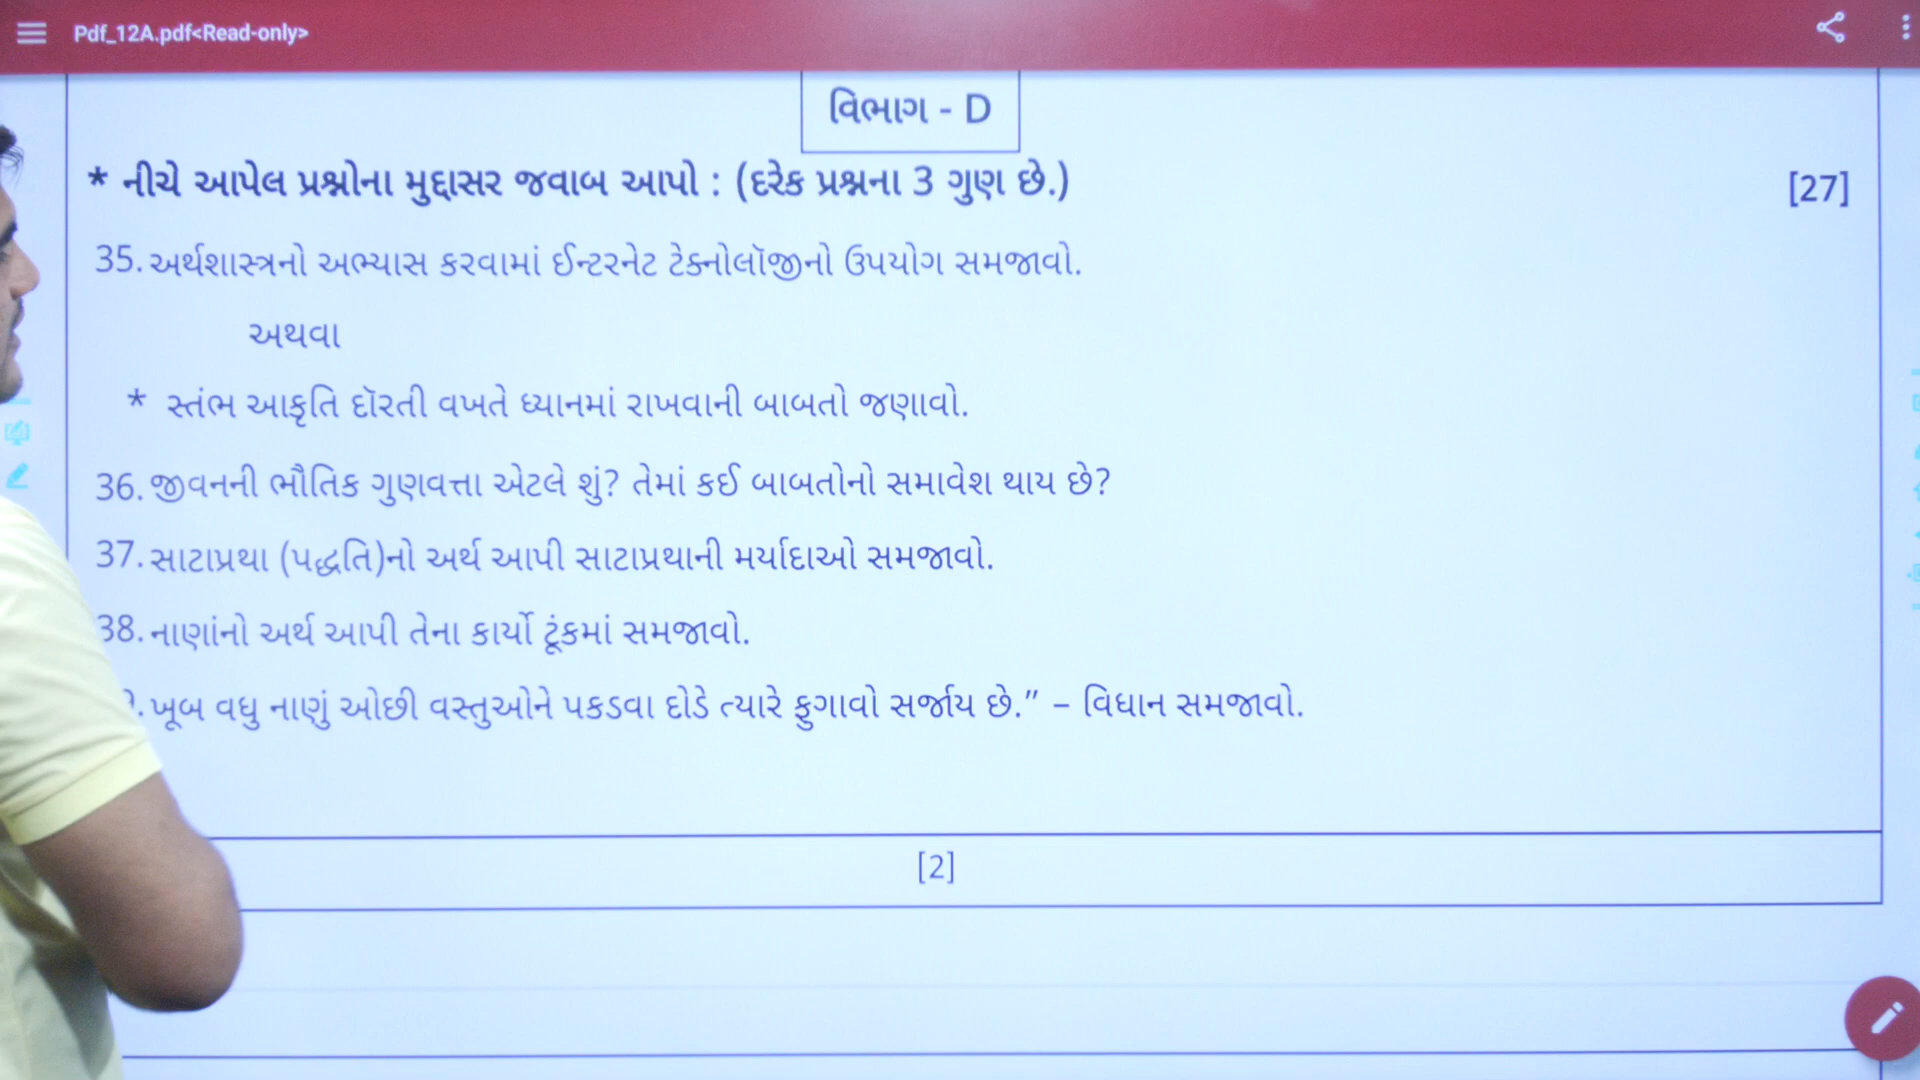 Pdf_12A.pdf<Read-only>
વિભાગ - D
* નીચે આપેલ પ્રશ્નોના મુદ્દાસર જવાબ આપો : (દરેક પ્રશ્નના 3 ગુણ છે.) [27]
35. અર્થશાસ્ત્રનો અભ્યાસ કરવામાં ઈન્ટરનેટ ટેક્નોલૉજીનો ઉપયોગ સમજાવો.
અથવા
* સ્તંભ આકૃતિ દૉરતી વખતે ધ્યાનમાં રાખવાની બાબતો જણાવો.
36. જીવનની ભૌતિક ગુણવત્તા એટલે શું? તેમાં કઈ બાબતોનો સમાવેશ થાય છે?
37. સાટાપ્રથા (પદ્ધતિ)નો અર્થ આપી સાટાપ્રથાની મર્યાદાઓ સમજાવો.
38. નાણાંનો અર્થ આપી તેના કાર્યો ટૂંકમાં સમજાવો.
ખૂબ વધુ નાણું ઓછી વસ્તુઓને પકડવા દોડે ત્યારે ફુગાવો સર્જાય છે.” – વિધાન સમજાવો.
[2]